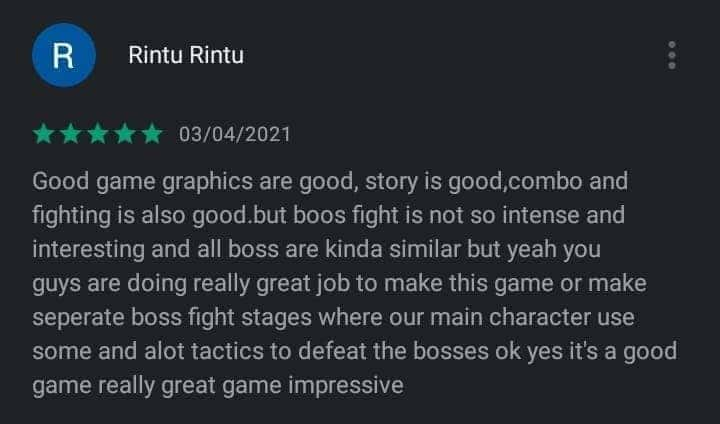 R
Rintu Rintu
03/04/2021
Good game graphics are good, story is good,combo and
fighting is also good.but boos fight is not so intense and
interesting and all boss are kinda similar but yeah you
guys are doing really great job to make this game or make
seperate boss fight stages where our main character use
some and alot tactics to defeat the bosses ok yes it's a good
game really great game impressive